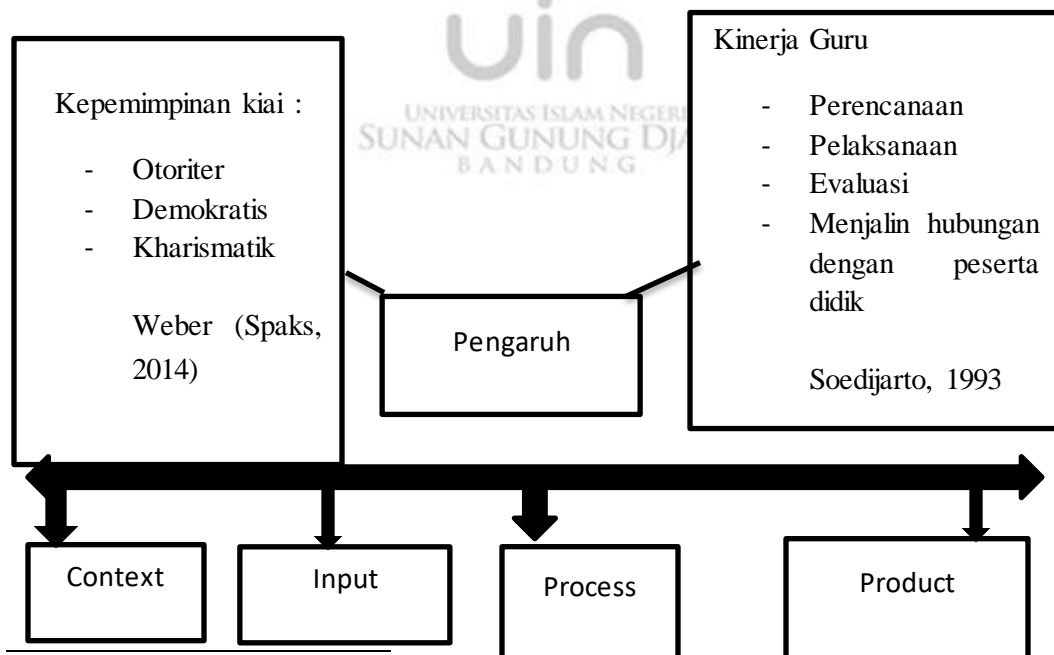 uin
UNIVERSITAS ISLAM NEGERI
SUNAN GUNUNG DJA
BANDUNG
Kepemimpinan kiai :
- Otoriter
- Demokratis
- Kharismatik
Weber (Spaks,
2014)
Pengaruh
Kinerja Guru
- Perencanaan
- Pelaksanaan
- Evaluasi
- Menjalin hubungan
dengan peserta
didik
Soedijarto, 1993
Context
Input
Process
Product